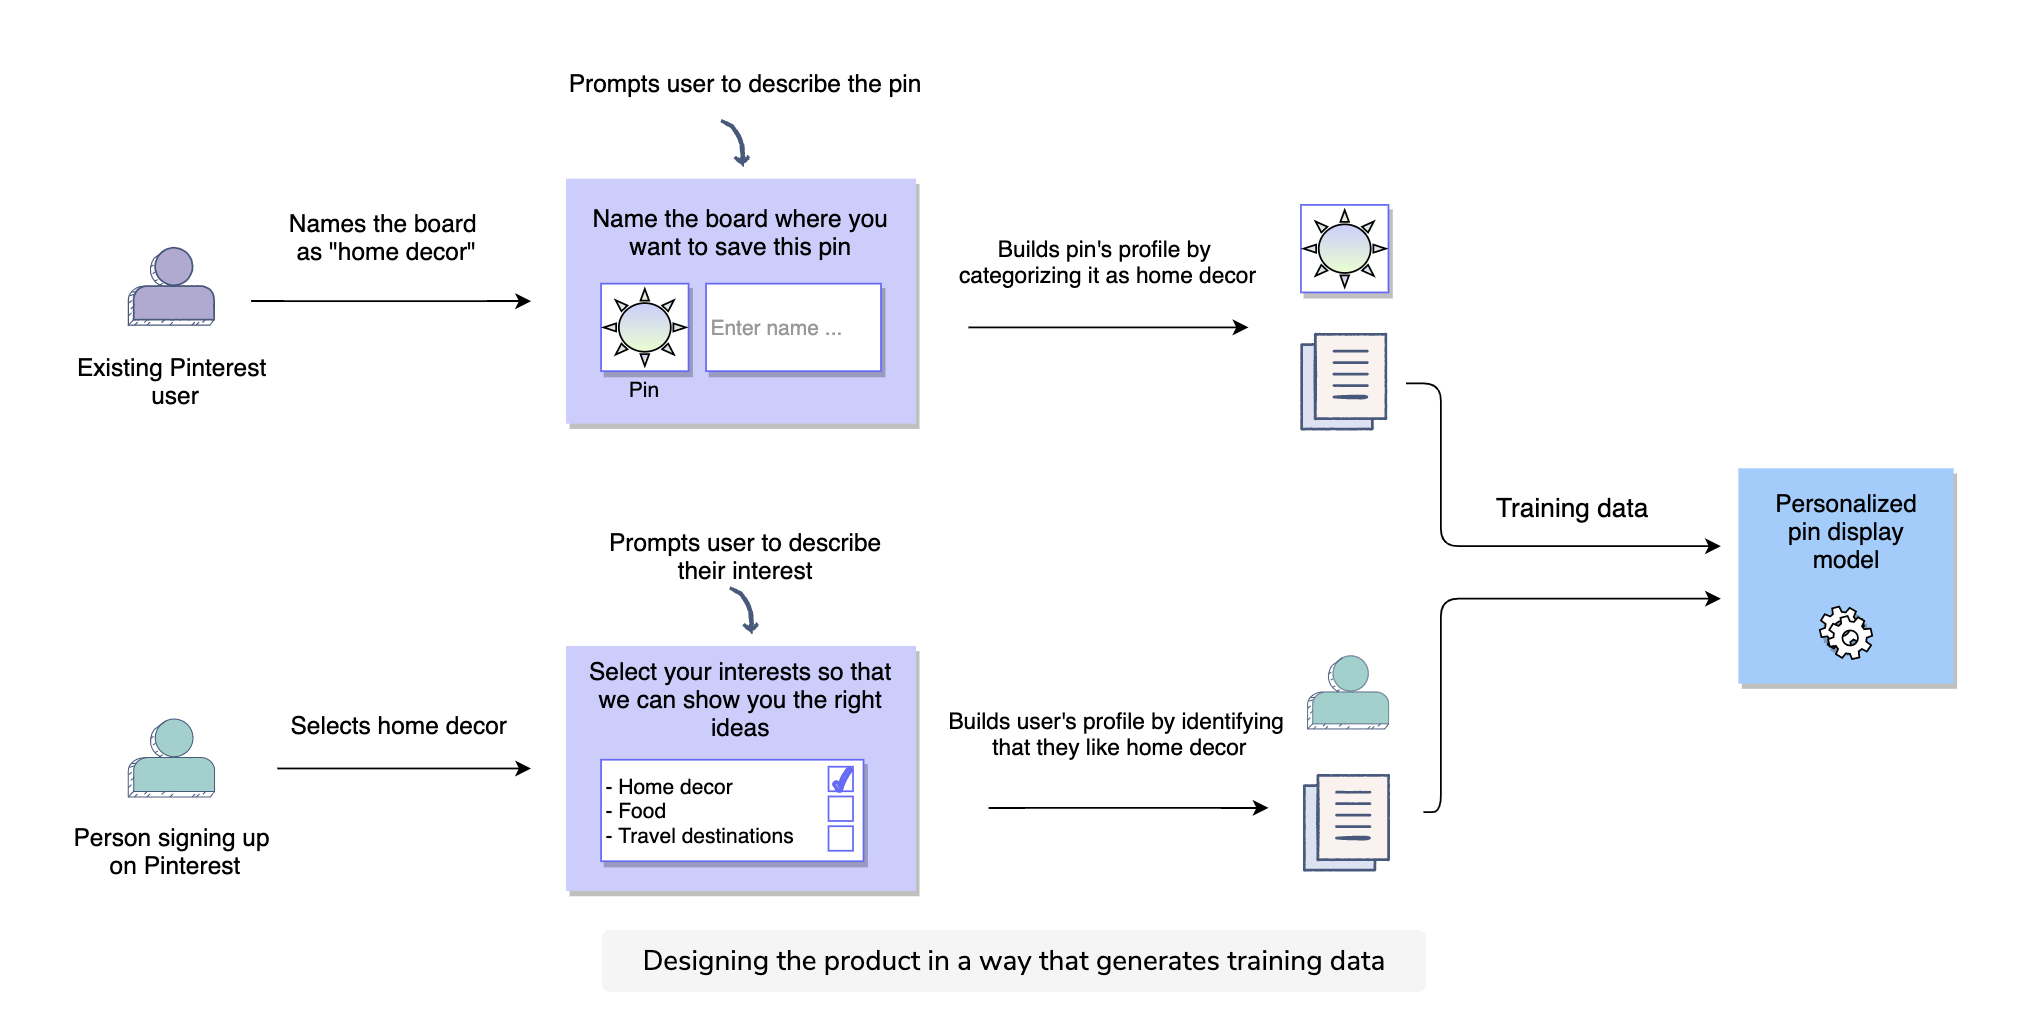 Prompts user to describe the pin
Names the board
as "home decor"
Existing Pinterest
user
Name the board where you
want to save this pin
Enter name ...
Pin
Builds pin's profile by
categorizing it as home decor
Training data
Personalized
pin display
model
Prompts user to describe
their interest
Selects home decor
Person signing up
on Pinterest
Select your interests so that
we can show you the right
ideas
- Home decor
- Food
- Travel destinations
Builds user's profile by identifying
that they like home decor
Designing the product in a way that generates training data